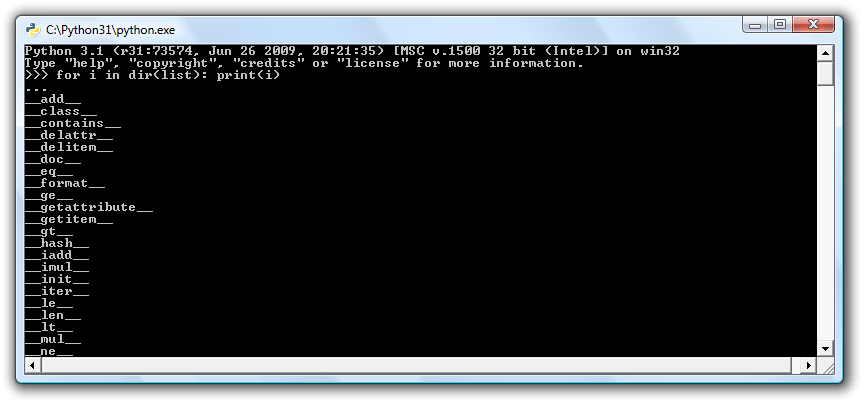 C:\Python31\python.exe
Python 3.1 (r31:73574, Jun 26 2009, 20:21:35) [MSC v.1500 32 bit (Intel)] on win32
Type "help", "copyright", "credits" or "license" for more information.
>>> for i in dir(list): print(i)
...
__add__
__class__
__contains__
__delattr__
__delitem__
__doc__
__eq__
__format__
__ge__
__getattribute__
__getitem__
__gt__
__hash__
__iadd__
__imul__
__init__
__iter__
__le__
__len__
__lt__
__mul__
__ne__